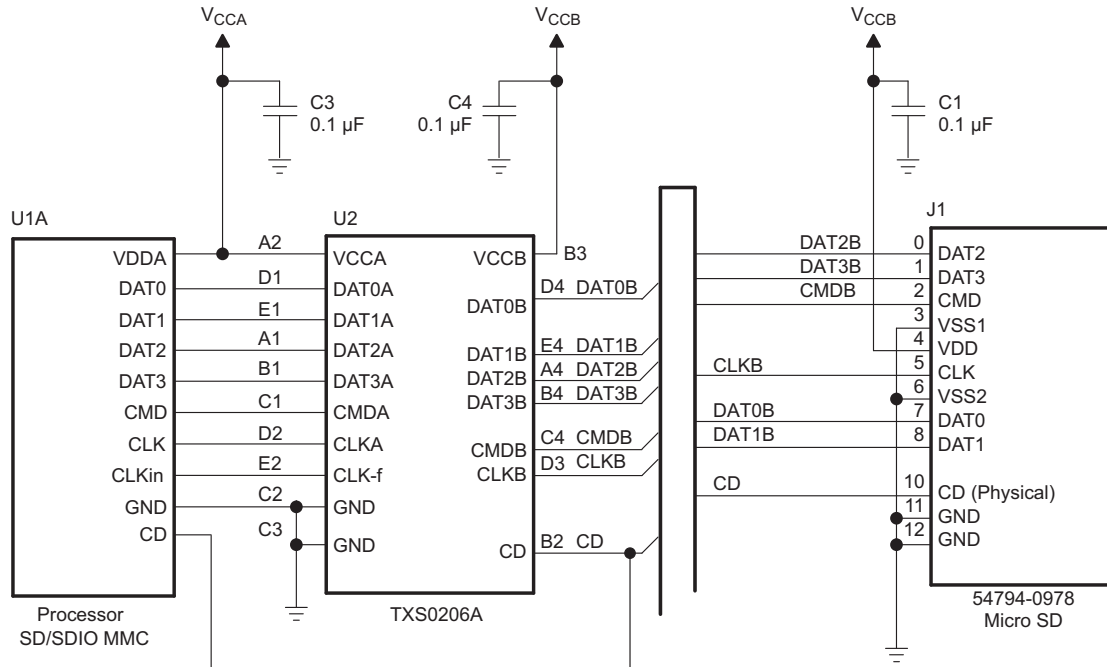 VCCA
VCCB
VCCB
C3
0.1 µF
C4
0.1 µF
C1
0.1 µF
U1A
VDDA
DAT0
DAT1
DAT2
DAT3
CMD
CLK
CLKin
GND
CD
Processor
SD/SDIO MMC
A2
D1
E1
A1
B1
C1
D2
E2
C2
C3
U2
VCCA
DAT0A
DAT1A
DAT2A
DAT3A
CMDA
CLKA
CLK-f
GND
GND
VCCB
DAT0B
DAT1B
DAT2B
DAT3B
CMDB
CLKB
CD
TXS0206A
B3
D4 DAT0B
E4 DAT1B
A4 DAT2B
B4 DAT3B
C4 CMDB
D3 CLKB
B2 CD
DAT2B
DAT3B
CMDB
CLKB
DAT0B
DAT1B
CD
J1
0 DAT2
1 DAT3
2 CMD
3 VSS1
4 VDD
5 CLK
6 VSS2
7 DAT0
8 DAT1
10 CD (Physical)
11 GND
12 GND
54794-0978
Micro SD